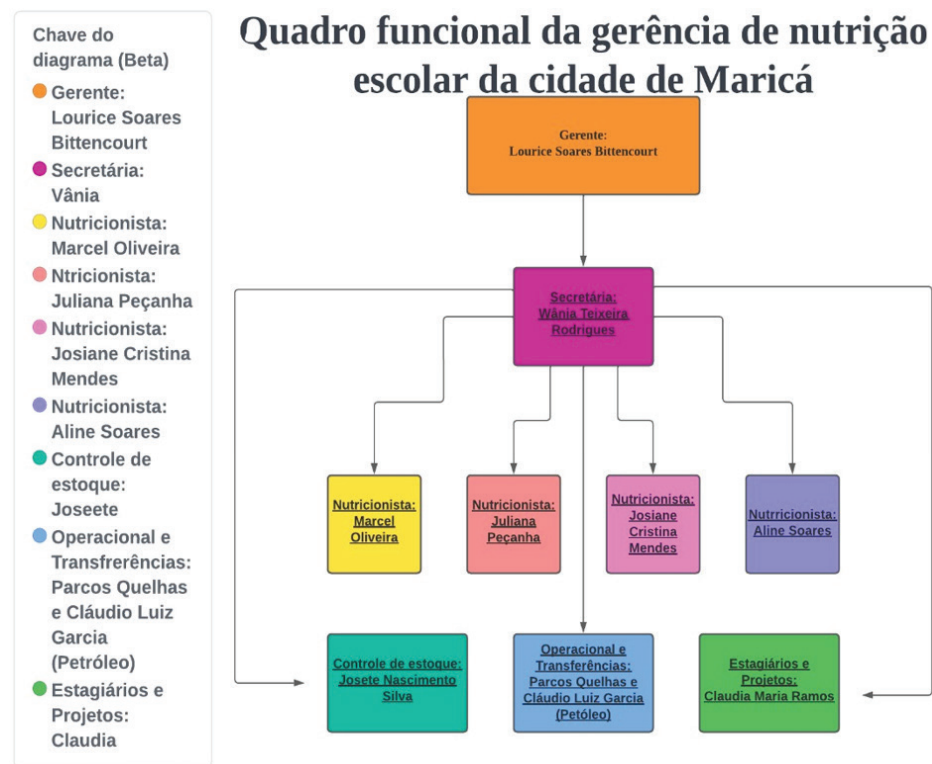 Quadro funcional da gerência de nutrição
escolar da cidade de Maricá
Chave do
diagrama (Beta)
Gerente:
Lourice Soares
Bittencourt
Secretária:
Vânia
Nutricionista:
Marcel Oliveira
Ntricionista:
Juliana Peçanha
Nutricionista:
Josiane Cristina
Mendes
Nutricionista:
Aline Soares
Controle de
estoque:
Joseete
Operacional e
Transfrerências:
Parcos Quelhas
e Cláudio Luiz
Garcia
(Petróleo)
Estagiários e
Projetos:
Claudia
Gerente:
Lourice Soares Bittencourt
Secretária:
Wânia Teixeira
Rodrigues
Nutricionista:
Marcel
Oliveira
Nutricionista:
Juliana
Peçanha
Nutricionista:
Josiane
Cristina
Mendes
Nutrricionista:
Aline Soares
Controle de estoque:
Josete Nascimento
Silva
Operacional e
Transferências:
Parcos Quelhas e
Cláudio Luiz Garcia
(Petóleo)
Estagiários e
Projetos:
Claudia Maria Ramos